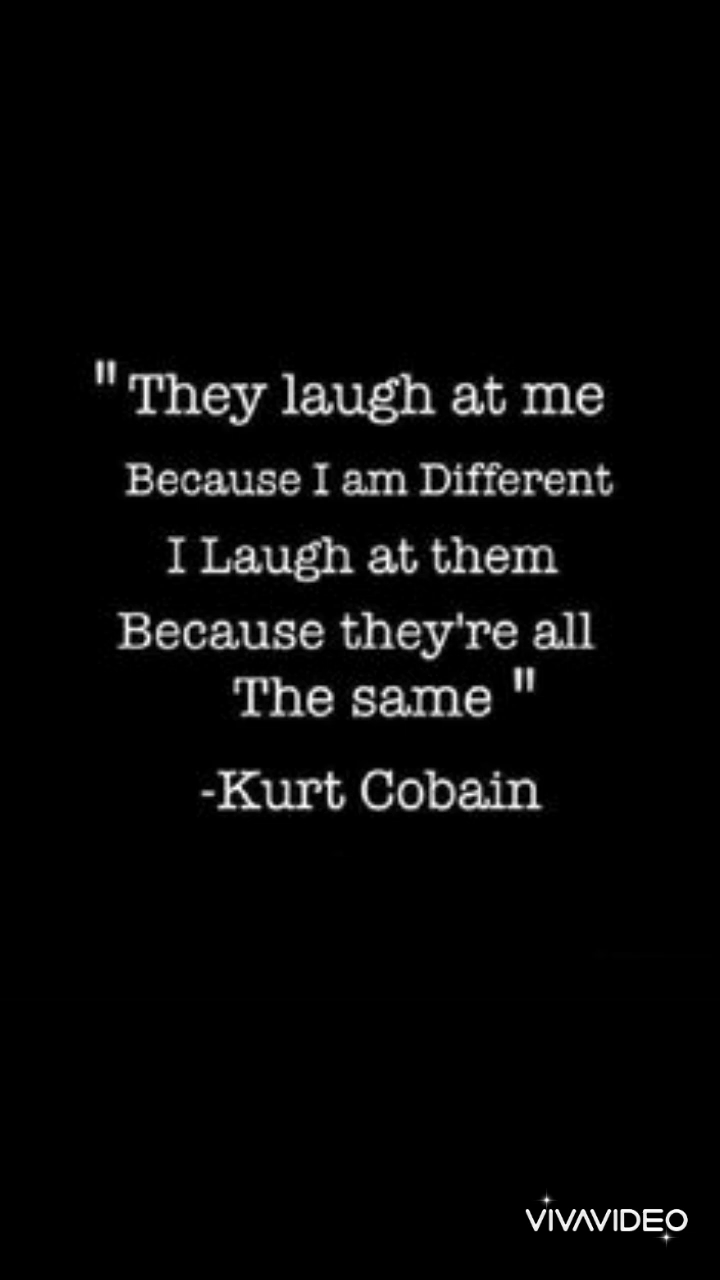 " They laugh at me
Because I am Different
I Laugh at them
Because they're all
The same "
-Kurt Cobain
VIVAVIDEO